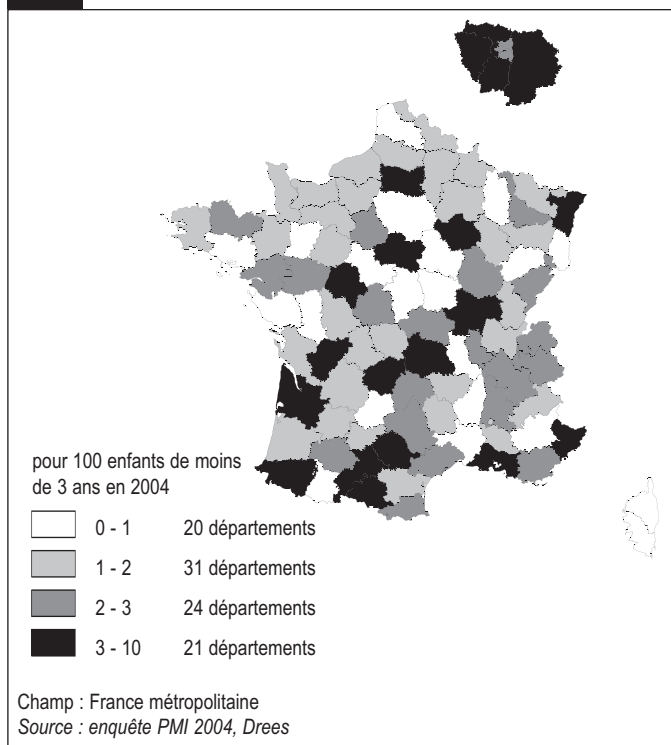 pour 100 enfants de moins
de 3 ans en 2004
0 - 1 20 départements
1 - 2 31 départements
2 - 3 24 départements
3 - 10 21 départements
Champ : France métropolitaine
Source : enquête PMI 2004, Drees